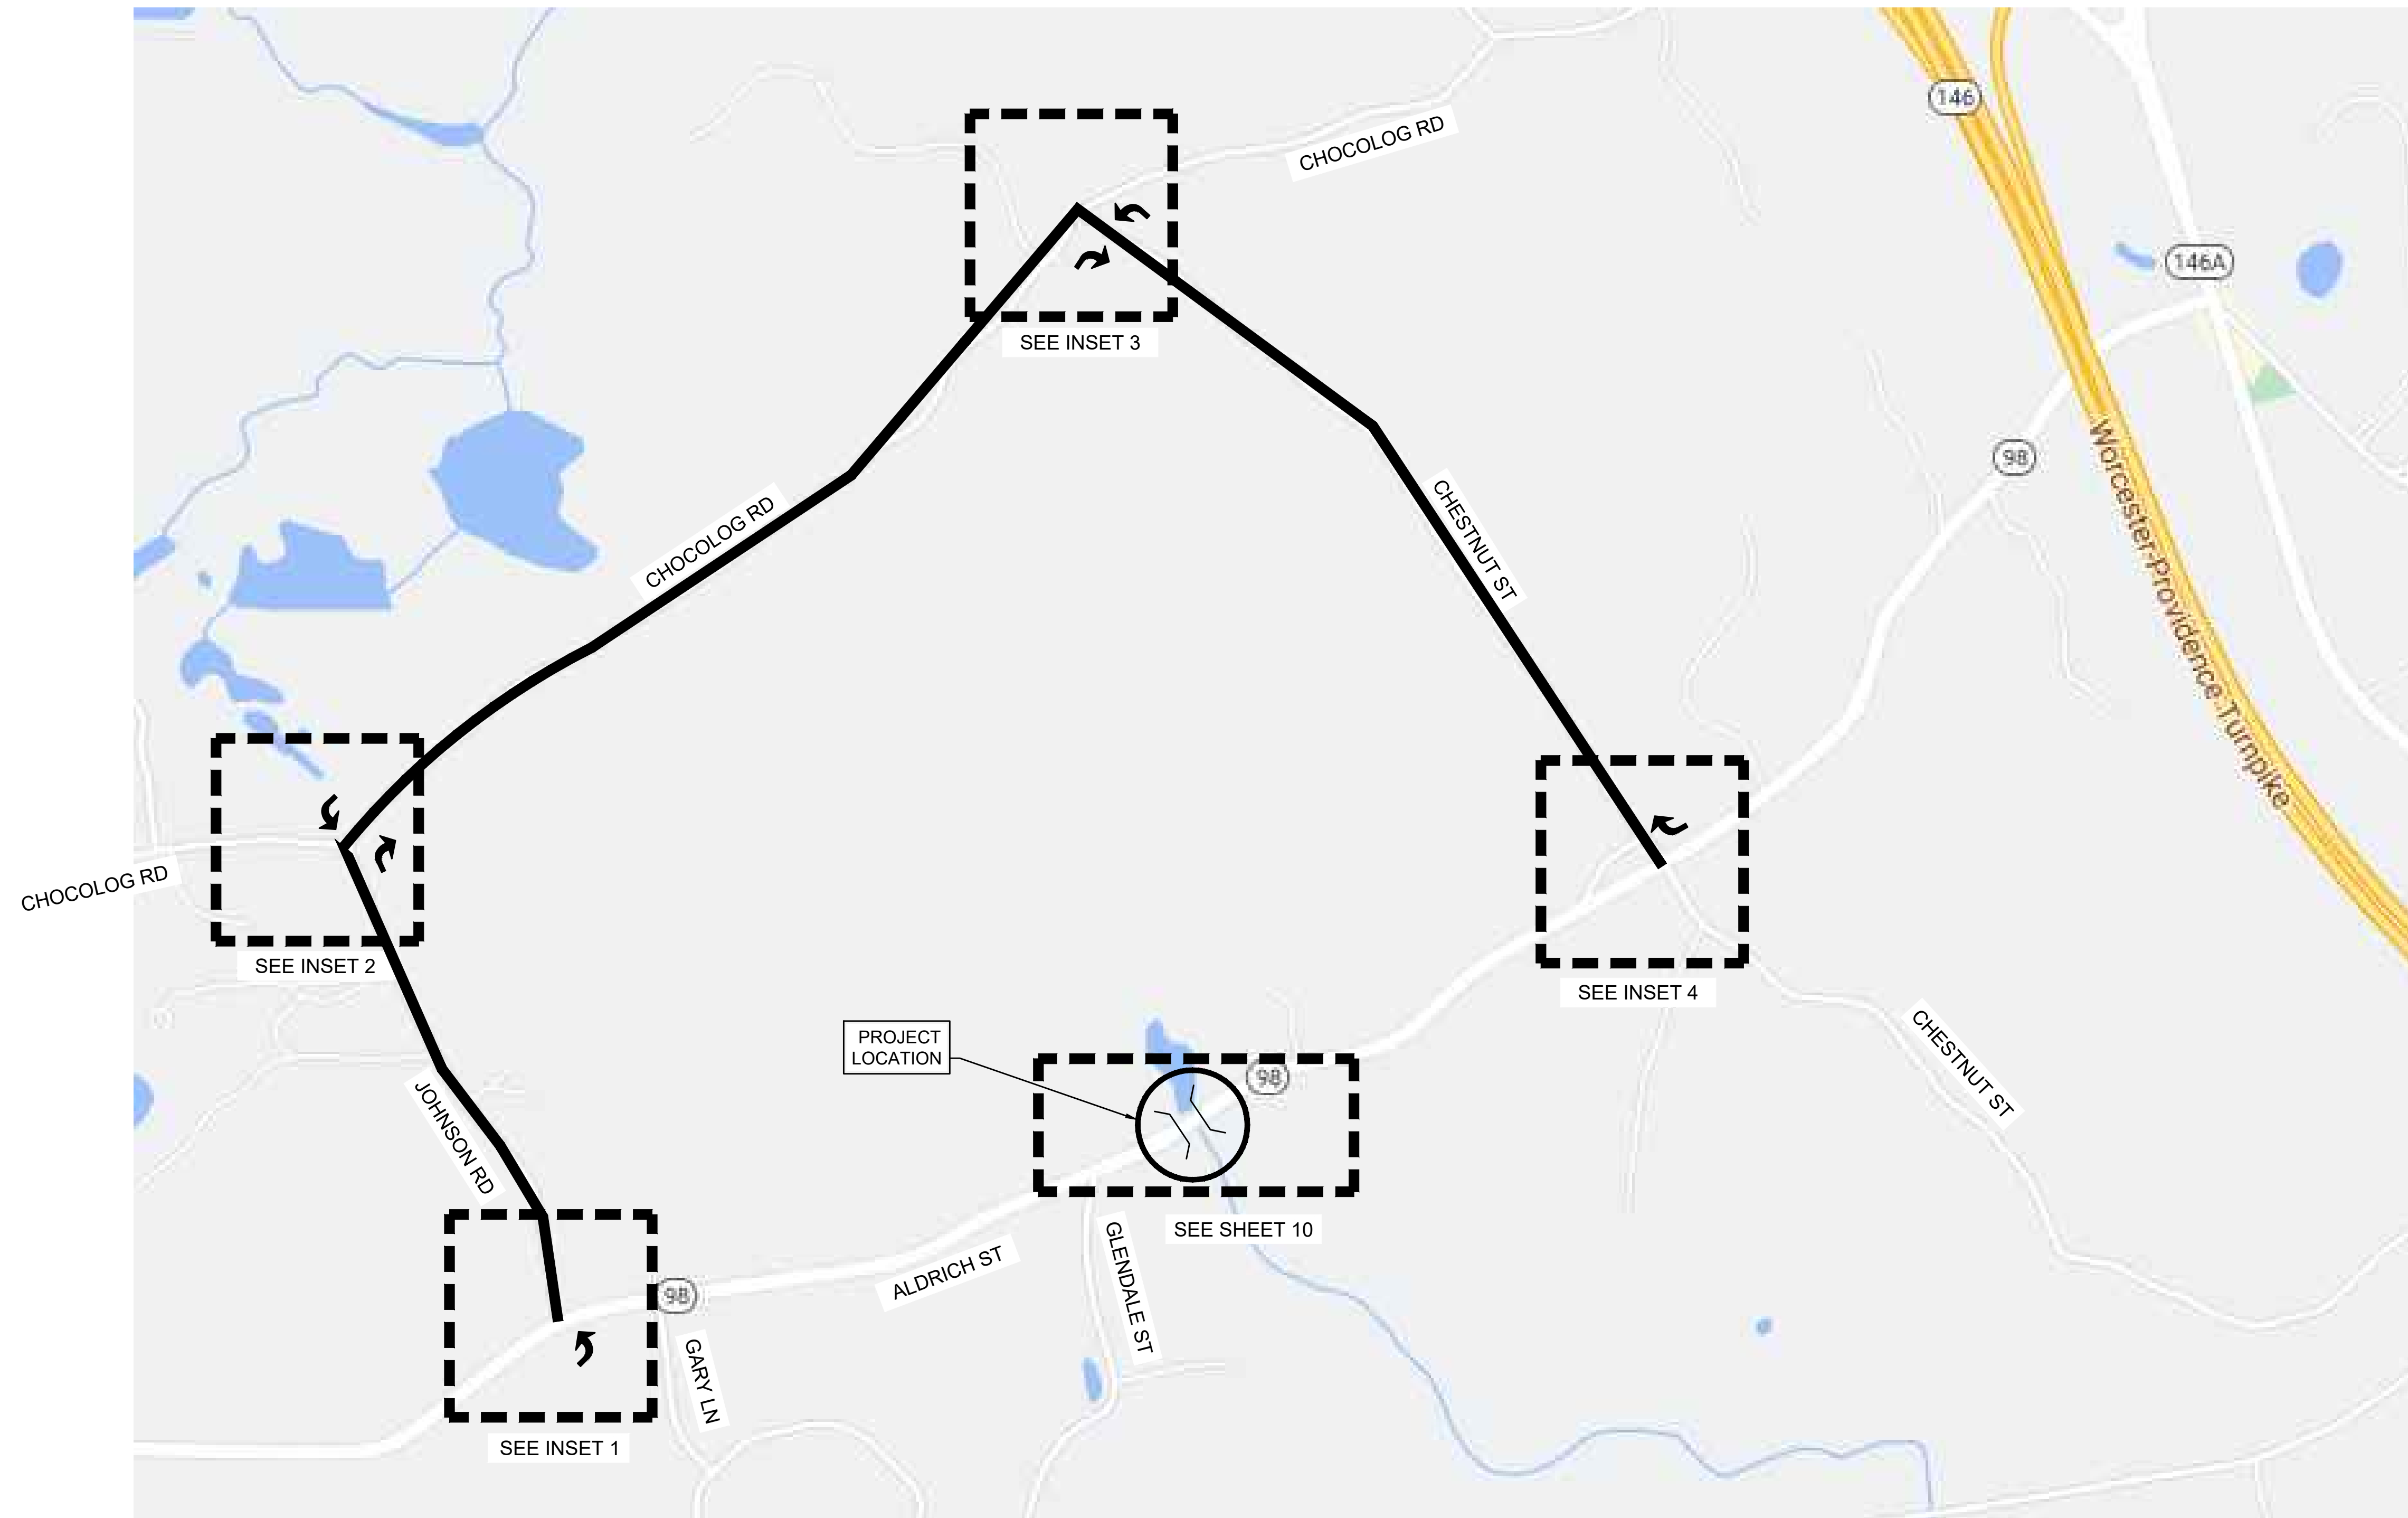 146
CHOCOLOG RD
146A
SEE INSET 3
98
Worcester-Providence Turnpike
CHESTNUT ST
CHOCOLOG RD
CHOCOLOG RD
SEE INSET 2
SEE INSET 4
PROJECT
LOCATION
98
CHESTNUT ST
JOHNSON RD
SEE SHEET 10
ALDRICH ST
GLENDALE ST
98
GARY LN
SEE INSET 1